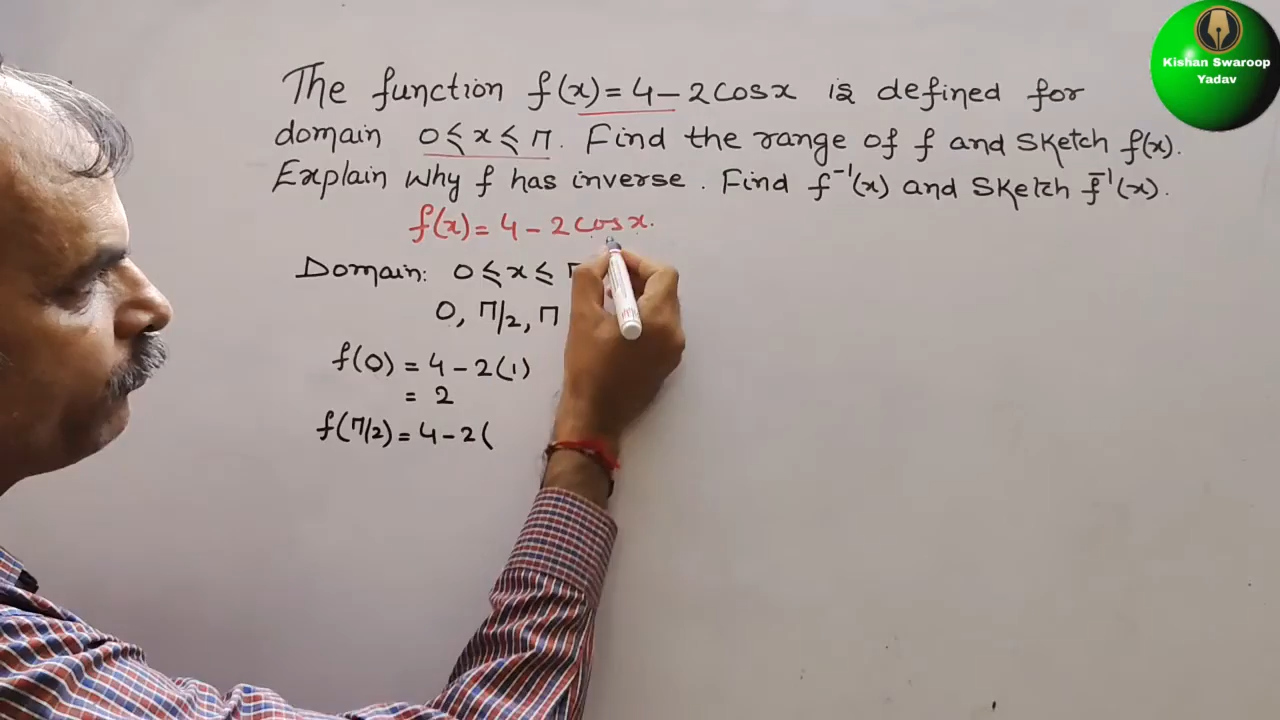 The function f(x) = 4 - 2cosx is defined for
domain 0 ≤ x ≤ π. Find the range of f and sketch f(x).
Explain why f has inverse. Find f⁻¹(x) and sketch f⁻¹(x).
f(x) = 4 - 2cosx.
Domain: 0 ≤ x ≤ π
0, π/2, π
f(0) = 4 - 2(1)
= 2
f(π/2) = 4 - 2(
Kishan Swaroop
Yadav